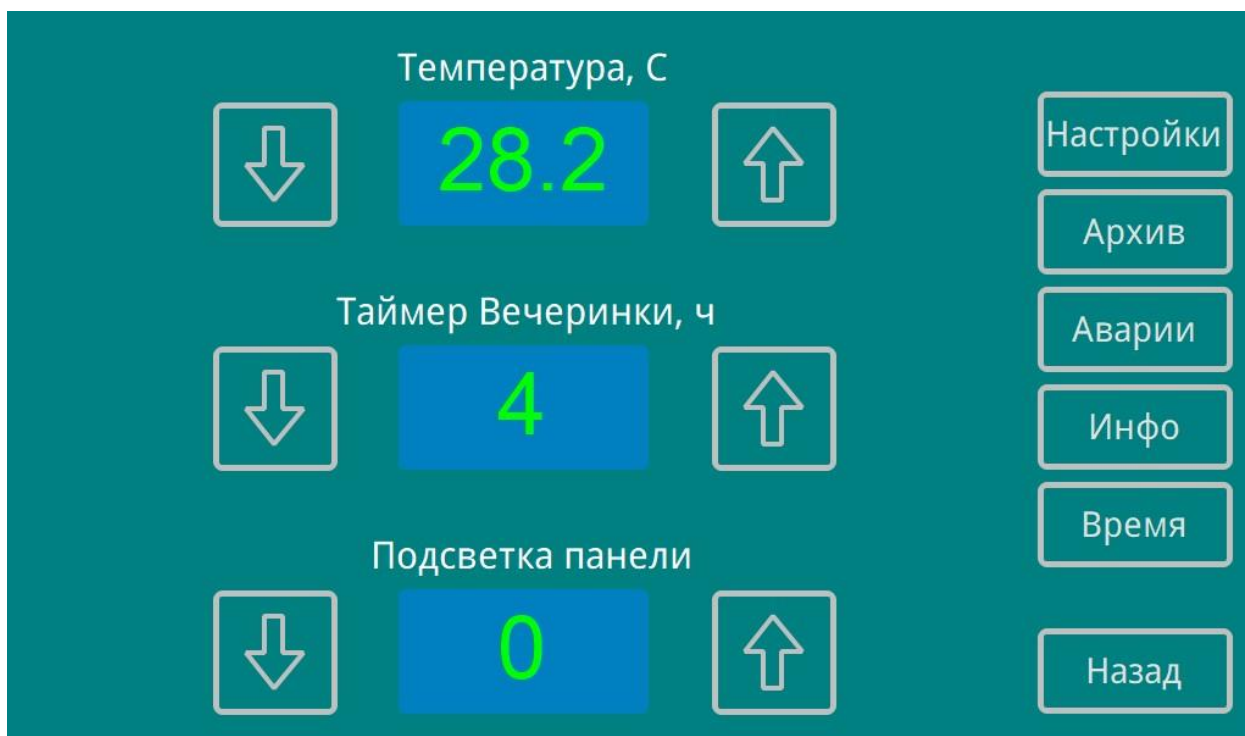 Температура, С
28.2
Таймер Вечеринки, ч
4
Подсветка панели
0
Настройки
Архив
Аварии
Инфо
Время
Назад